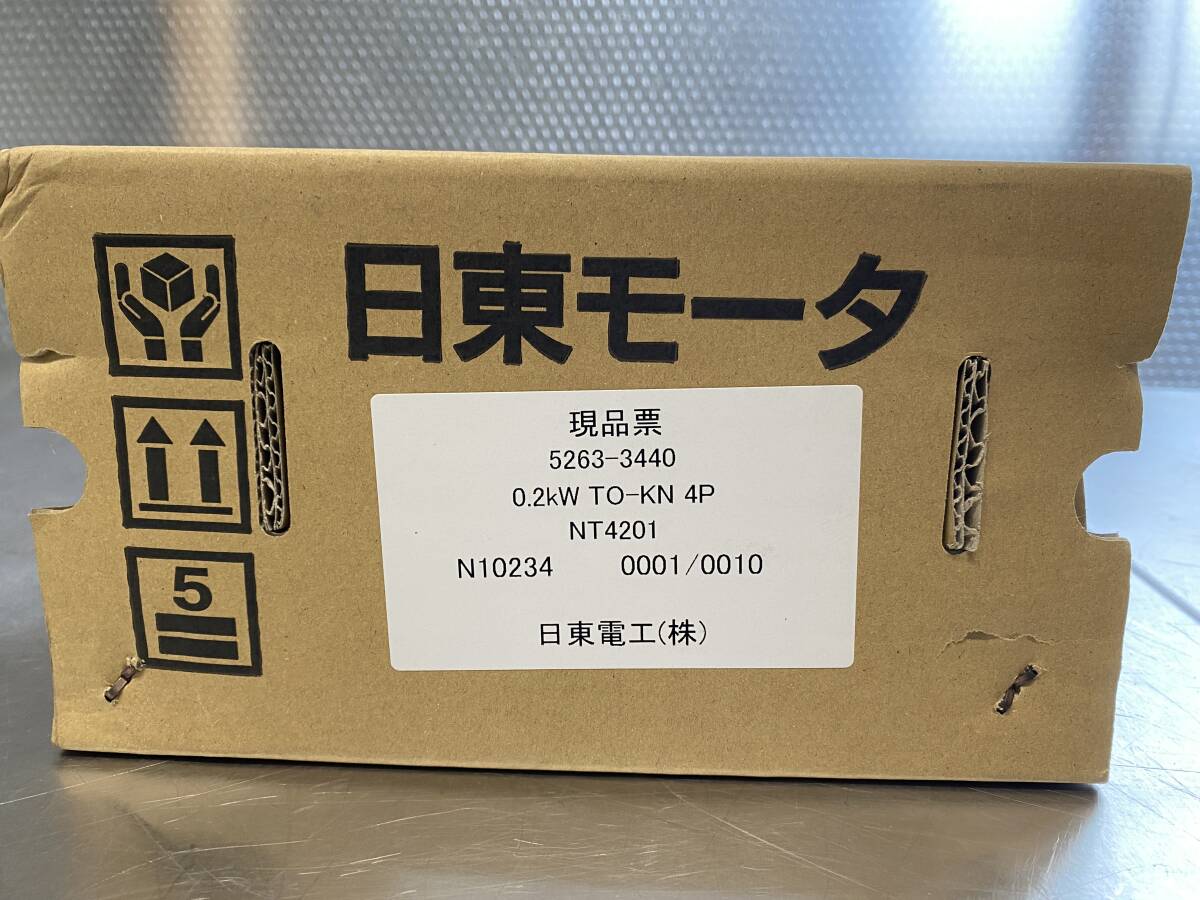 日東モータ
現品票
5263-3440
0.2kW TO-KN 4P
NT4201
N10234 0001/0010
日東電工(株)
5